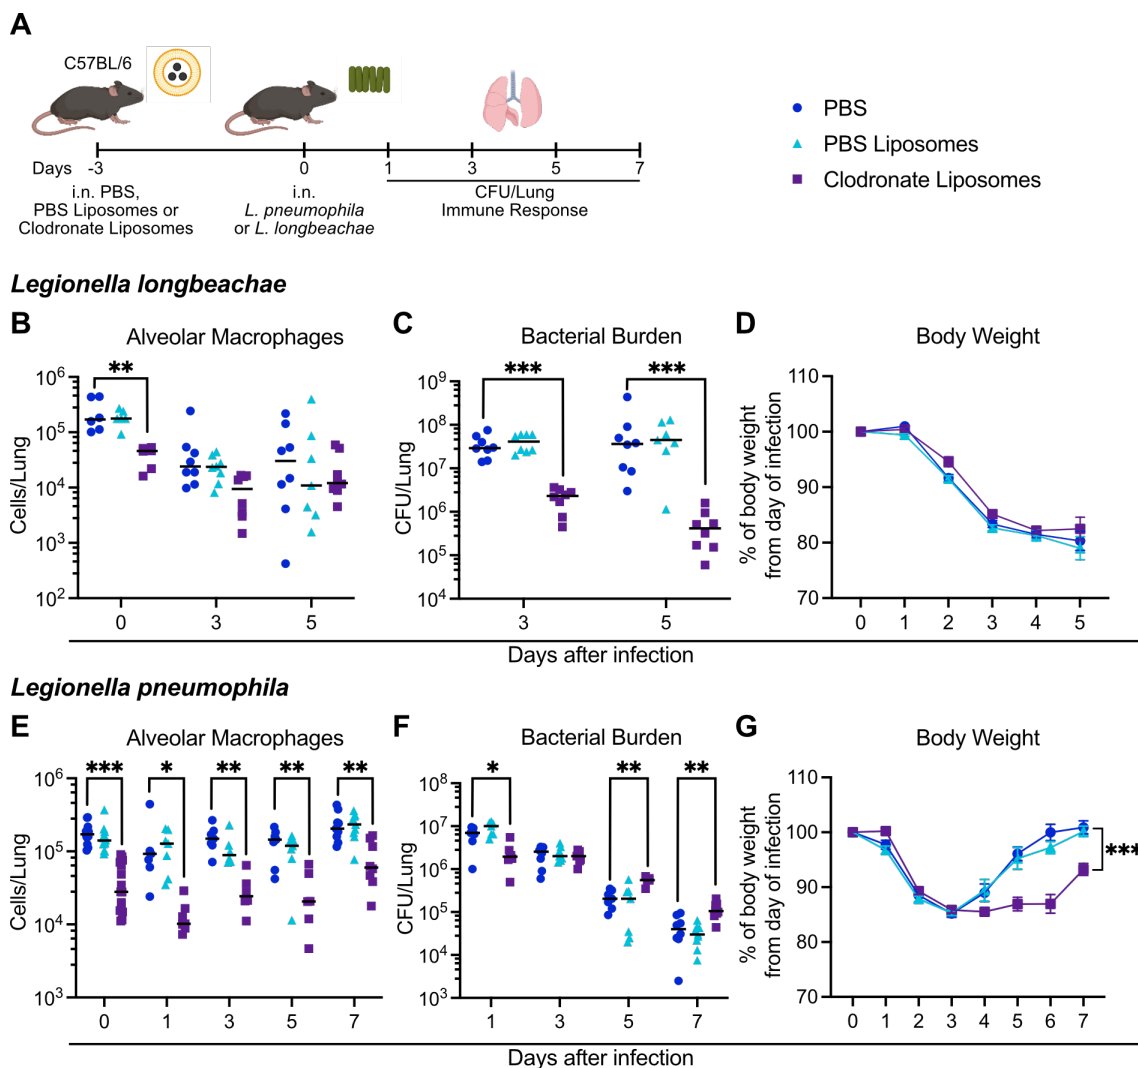 A
C57BL/6
Days -3 0 1 3 5 7
i.n. PBS,
PBS Liposomes or
Clodronate Liposomes
i.n.
L. pneumophila
or L. longbeachae
CFU/Lung
Immune Response
PBS
PBS Liposomes
Clodronate Liposomes
Legionella longbeachae
B
Alveolar Macrophages
Cells/Lung
10⁶
10⁵
10⁴
10³
10²
**
0 3 5
C
Bacterial Burden
CFU/Lung
10⁹
10⁸
10⁷
10⁶
10⁵
10⁴
*** ***
3 5
D
Body Weight
% of body weight
from day of infection
110
100
90
80
70
0 1 2 3 4 5
Days after infection
Legionella pneumophila
E
Alveolar Macrophages
Cells/Lung
10⁶
10⁵
10⁴
10³
*** * ** ** **
0 1 3 5 7
F
Bacterial Burden
CFU/Lung
10⁸
10⁷
10⁶
10⁵
10⁴
10³
* ** **
1 3 5 7
G
Body Weight
% of body weight
from day of infection
110
100
90
80
70
***
0 1 2 3 4 5 6 7
Days after infection